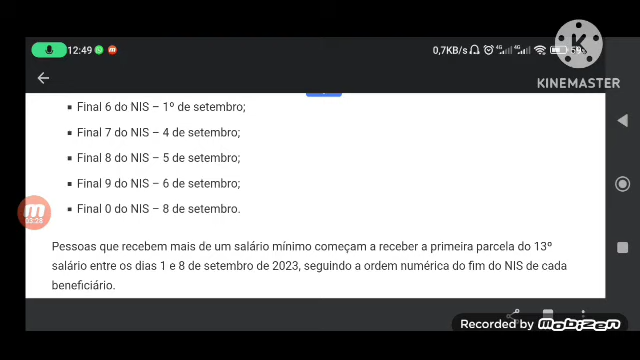 12:49
0,7KB/s 4G 4G
KINEMASTER
Final 6 do NIS – 1º de setembro;
Final 7 do NIS – 4 de setembro;
Final 8 do NIS – 5 de setembro;
Final 9 do NIS – 6 de setembro;
Final 0 do NIS – 8 de setembro.
Pessoas que recebem mais de um salário mínimo começam a receber a primeira parcela do 13º
salário entre os dias 1 e 8 de setembro de 2023, seguindo a ordem numérica do fim do NIS de cada
beneficiário.
Recorded by mobizen